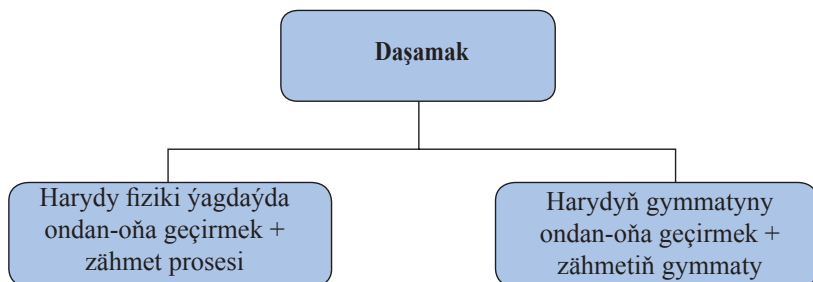 Daşamak
Harydy fiziki ýagdaýda
ondan-oňa geçirmek +
zähmet prosesi
Harydyň gymmatyny
ondan-oňa geçirmek +
zähmetiň gymmaty